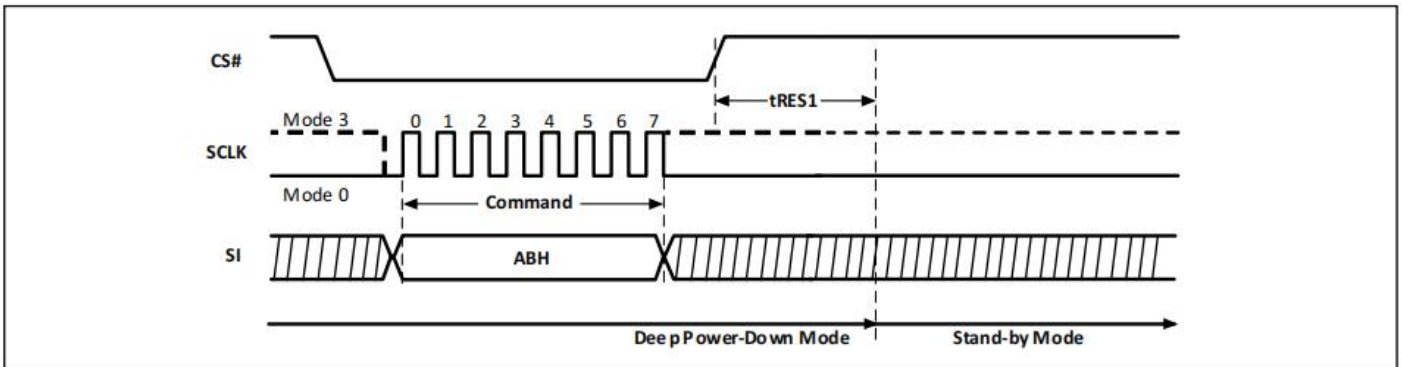 CS#
tRES1
Mode 3
0 1 2 3 4 5 6 7
SCLK
Mode 0
Command
SI
ABH
Deep Power-Down Mode
Stand-by Mode